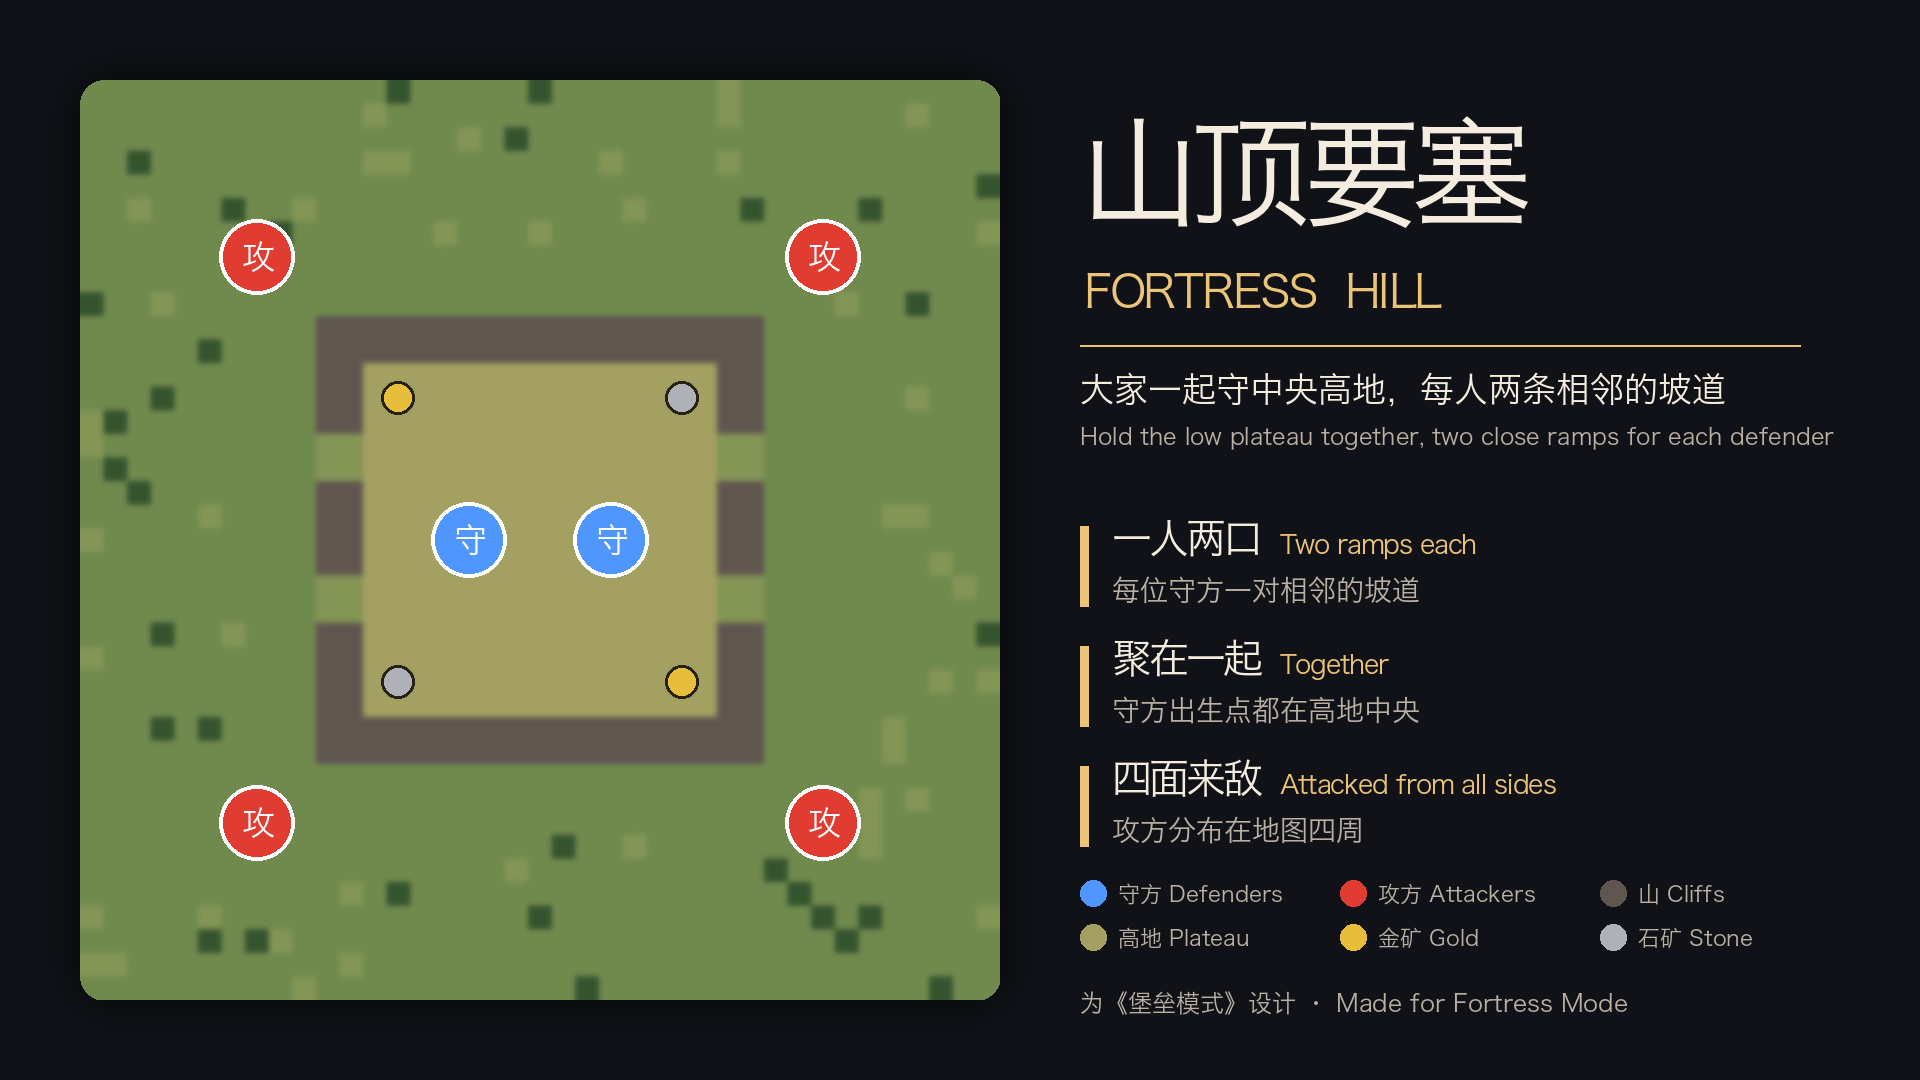 攻
攻
守
守
攻
攻
山顶要塞
FORTRESS HILL
大家一起守中央高地，每人两条相邻的坡道
Hold the low plateau together, two close ramps for each defender
一人两口 Two ramps each
每位守方一对相邻的坡道
聚在一起 Together
守方出生点都在高地中央
四面来敌 Attacked from all sides
攻方分布在地图四周
守方 Defenders
攻方 Attackers
山 Cliffs
高地 Plateau
金矿 Gold
石矿 Stone
为《堡垒模式》设计 · Made for Fortress Mode